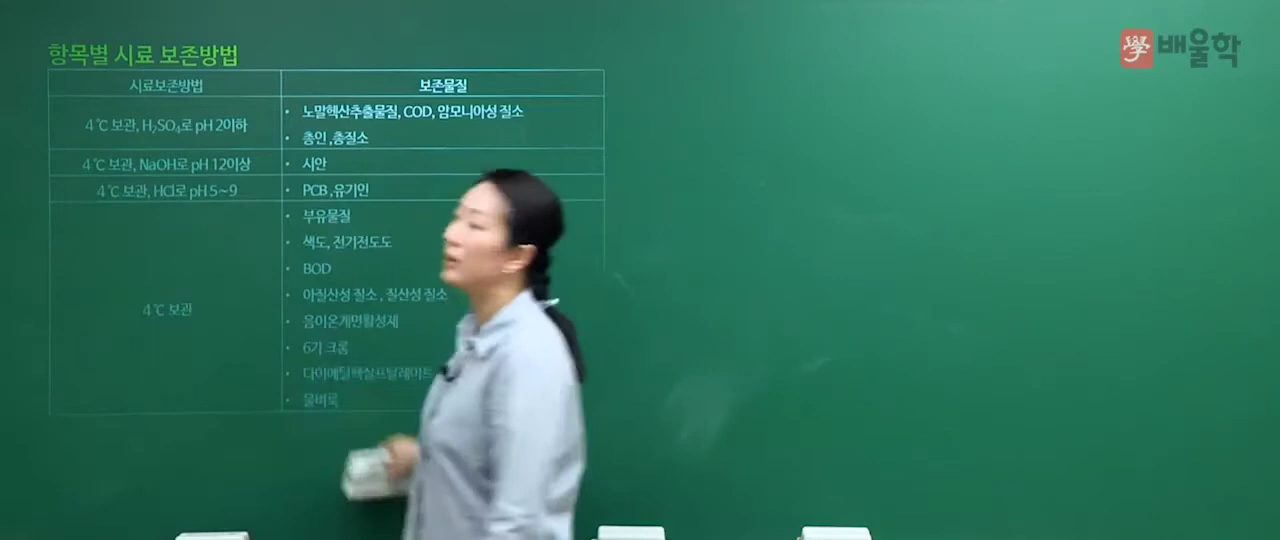 항목별 시료 보존방법
學 배울학
시료보존방법
보존물질
4℃ 보관, H₂SO₄로 pH 2이하
• 노말헥산추출물질, COD, 암모니아성 질소
• 총인 ,총질소
4℃ 보관, NaOH로 pH 12이상
• 시안
4℃ 보관, HCl로 pH 5~9
• PCB ,유기인
4℃ 보관
• 부유물질
• 색도, 전기전도도
• BOD
• 아질산성 질소 , 질산성 질소
• 음이온계면활성제
• 6가 크롬
• 다이에틸헥실프탈레이트
• 물벼룩